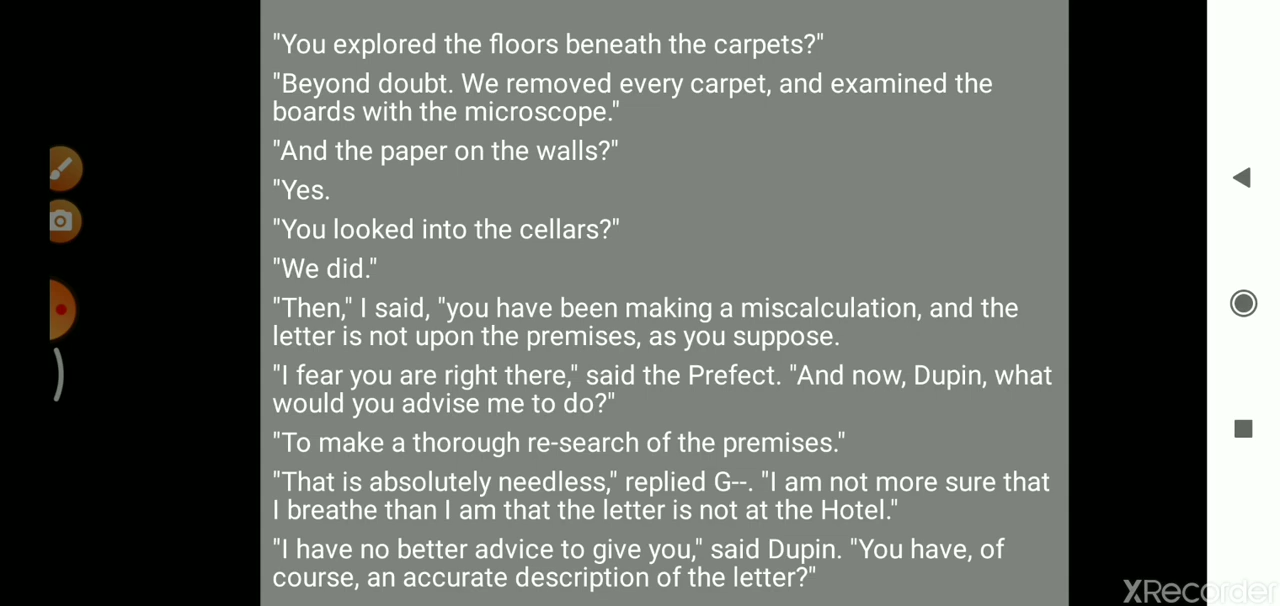 "You explored the floors beneath the carpets?"
"Beyond doubt. We removed every carpet, and examined the
boards with the microscope."
"And the paper on the walls?"
"Yes.
"You looked into the cellars?"
"We did."
"Then," I said, "you have been making a miscalculation, and the
letter is not upon the premises, as you suppose.
"I fear you are right there," said the Prefect. "And now, Dupin, what
would you advise me to do?"
"To make a thorough re-search of the premises."
"That is absolutely needless," replied G--. "I am not more sure that
I breathe than I am that the letter is not at the Hotel."
"I have no better advice to give you," said Dupin. "You have, of
course, an accurate description of the letter?"
XRecorder